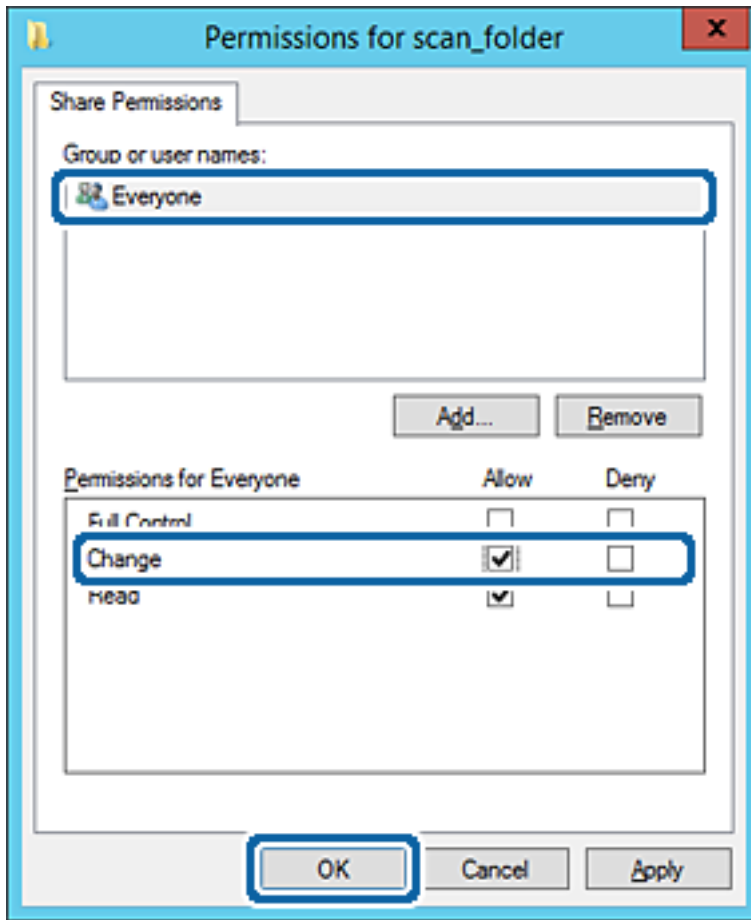 Permissions for scan_folder
Share Permissions
Group or user names:
Everyone
Add... Remove
Permissions for Everyone Allow Deny
Full Control
Change
Read
OK Cancel Apply